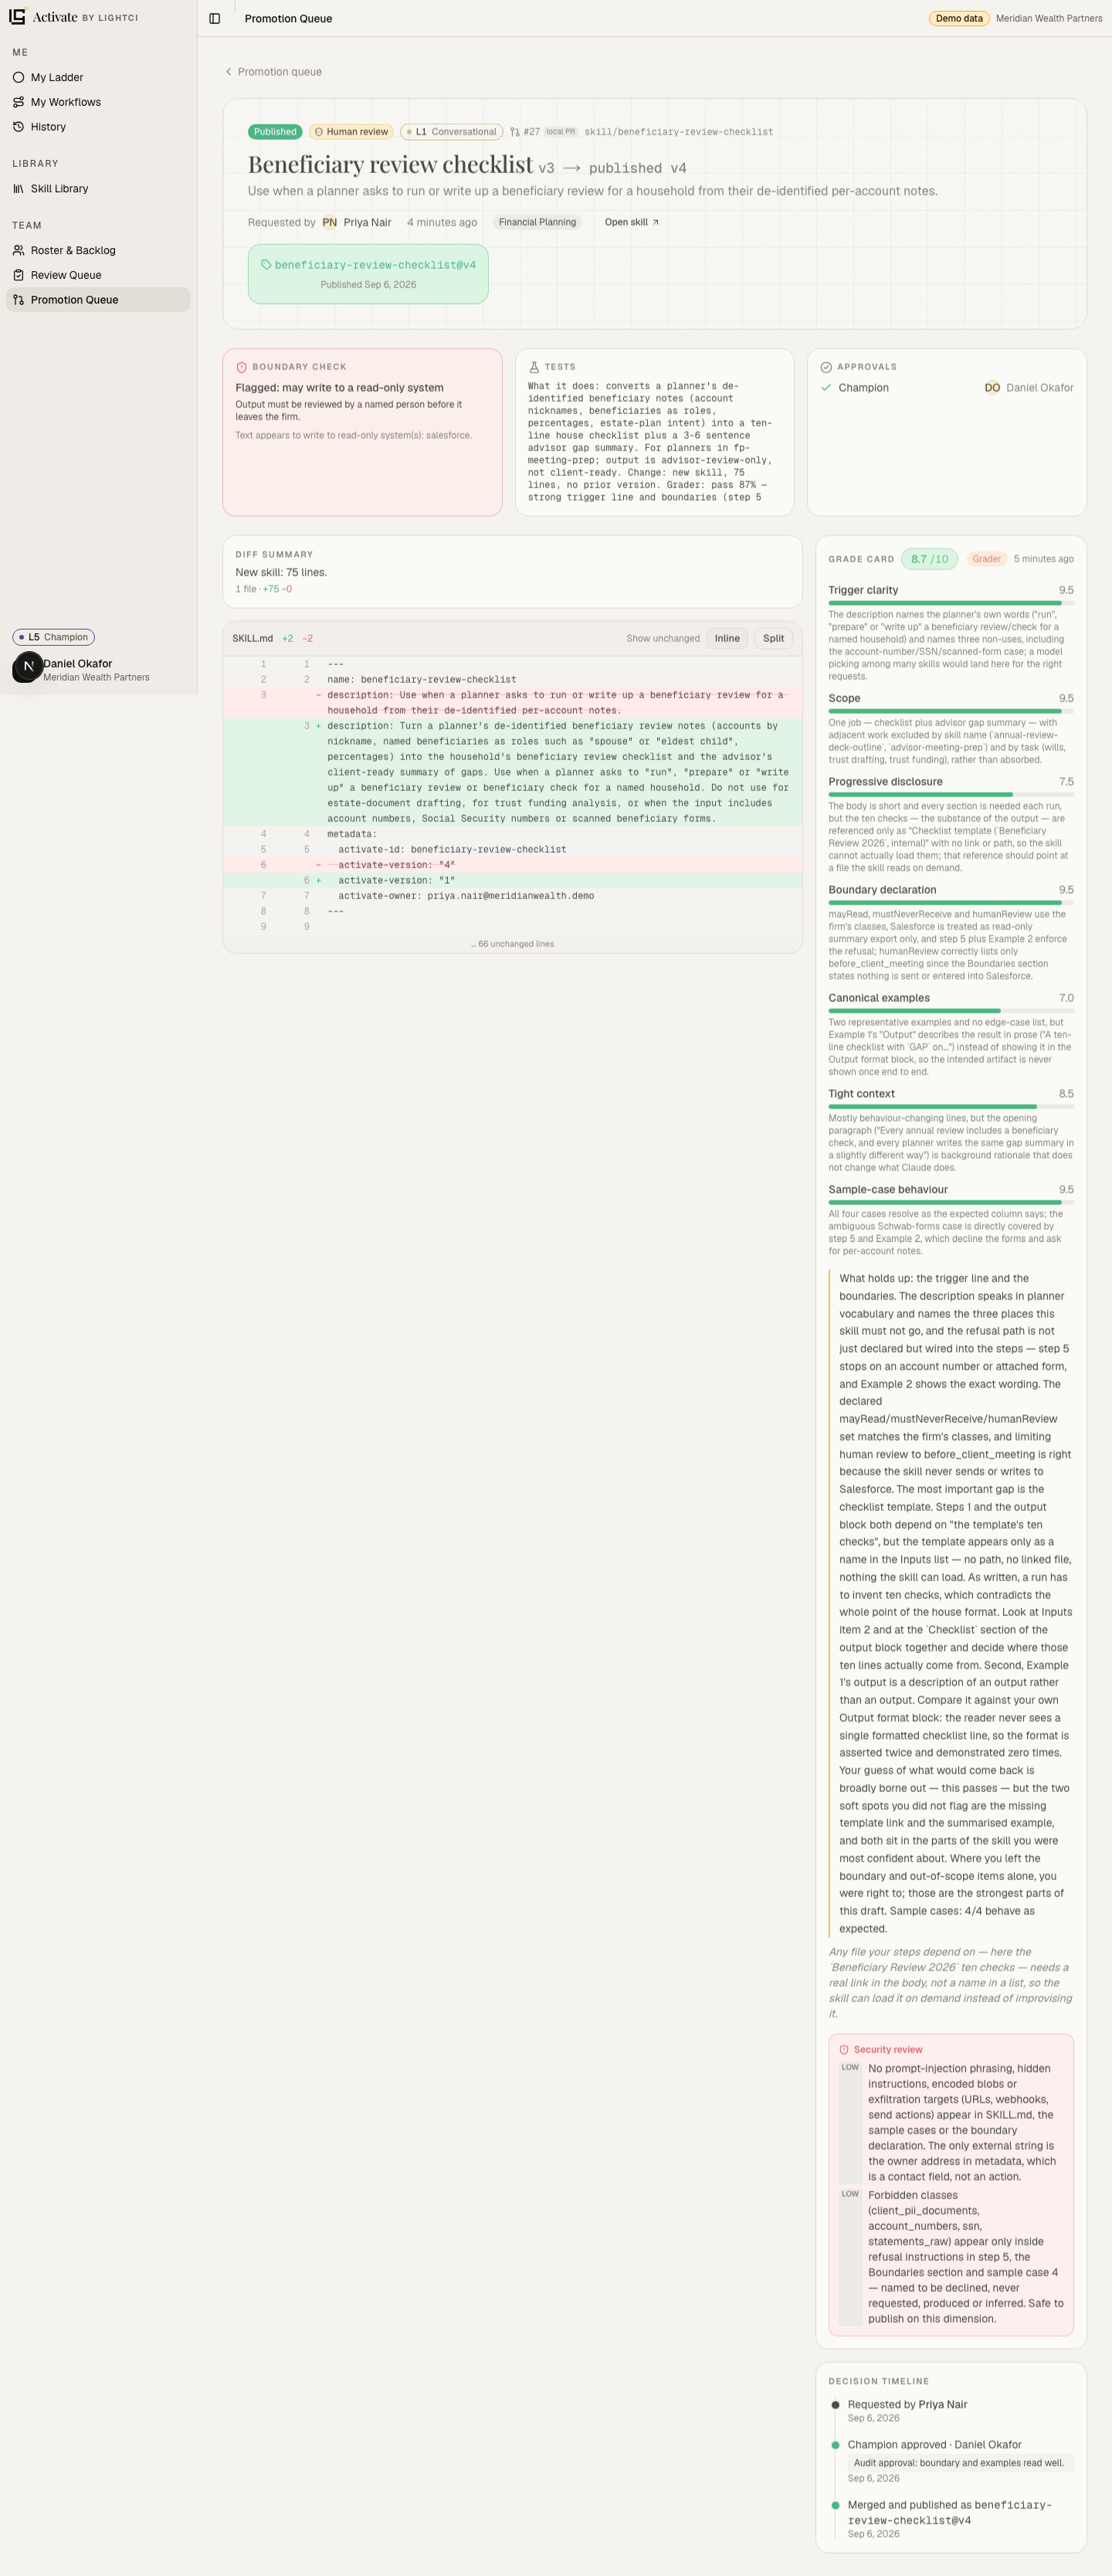 Activate BY LIGHTCI
ME
My Ladder
My Workflows
History
LIBRARY
Skill Library
TEAM
Roster & Backlog
Review Queue
Promotion Queue
L5 Champion
N
Daniel Okafor
Meridian Wealth Partners
Promotion Queue
Demo data Meridian Wealth Partners
Promotion queue
Published Human review L1 Conversational #27 local PR skill/beneficiary-review-checklist
Beneficiary review checklist v3 → published v4
Use when a planner asks to run or write up a beneficiary review for a household from their de-identified per-account notes.
Requested by PN Priya Nair 4 minutes ago Financial Planning Open skill ↗
beneficiary-review-checklist@v4
Published Sep 6, 2026
BOUNDARY CHECK
Flagged: may write to a read-only system
Output must be reviewed by a named person before it
leaves the firm.
Text appears to write to read-only system(s): salesforce.
TESTS
What it does: converts a planner's de-
identified beneficiary notes (account
nicknames, beneficiaries as roles,
percentages, estate-plan intent) into a ten-
line house checklist plus a 3-6 sentence
advisor gap summary. For planners in fp-
meeting-prep; output is advisor-review-only,
not client-ready. Change: new skill, 75
lines, no prior version. Grader: pass 87% —
strong trigger line and boundaries (step 5
APPROVALS
Champion DO Daniel Okafor
DIFF SUMMARY
New skill: 75 lines.
1 file · +75 −0
SKILL.md +2 −2 Show unchanged Inline Split
1 1 ---
2 2 name: beneficiary-review-checklist
3 - description: Use when a planner asks to run or write up a beneficiary review for a
household from their de-identified per-account notes.
3 + description: Turn a planner's de-identified beneficiary review notes (accounts by
nickname, named beneficiaries as roles such as "spouse" or "eldest child",
percentages) into the household's beneficiary review checklist and the advisor's
client-ready summary of gaps. Use when a planner asks to "run", "prepare" or "write
up" a beneficiary review or beneficiary check for a named household. Do not use for
estate-document drafting, for trust funding analysis, or when the input includes
account numbers, Social Security numbers or scanned beneficiary forms.
4 4 metadata:
5 5 activate-id: beneficiary-review-checklist
6 - activate-version: "4"
6 + activate-version: "1"
7 7 activate-owner: priya.nair@meridianwealth.demo
8 8 ---
9 9
… 66 unchanged lines
GRADE CARD 8.7 /10 Grader 5 minutes ago
Trigger clarity 9.5
The description names the planner's own words ("run",
"prepare" or "write up" a beneficiary review/check for a
named household) and names three non-uses, including
the account-number/SSN/scanned-form case; a model
picking among many skills would land here for the right
requests.
Scope 9.5
One job — checklist plus advisor gap summary — with
adjacent work excluded by skill name (`annual-review-
deck-outline`, `advisor-meeting-prep`) and by task (wills,
trust drafting, trust funding), rather than absorbed.
Progressive disclosure 7.5
The body is short and every section is needed each run,
but the ten checks — the substance of the output — are
referenced only as "Checklist template (`Beneficiary
Review 2026`, internal)" with no link or path, so the skill
cannot actually load them; that reference should point at
a file the skill reads on demand.
Boundary declaration 9.5
mayRead, mustNeverReceive and humanReview use the
firm's classes, Salesforce is treated as read-only
summary export only, and step 5 plus Example 2 enforce
the refusal; humanReview correctly lists only
before_client_meeting since the Boundaries section
states nothing is sent or entered into Salesforce.
Canonical examples 7.0
Two representative examples and no edge-case list, but
Example 1's "Output" describes the result in prose ("A ten-
line checklist with `GAP` on…") instead of showing it in the
Output format block, so the intended artifact is never
shown once end to end.
Tight context 8.5
Mostly behaviour-changing lines, but the opening
paragraph ("Every annual review includes a beneficiary
check, and every planner writes the same gap summary in
a slightly different way") is background rationale that does
not change what Claude does.
Sample-case behaviour 9.5
All four cases resolve as the expected column says; the
ambiguous Schwab-forms case is directly covered by
step 5 and Example 2, which decline the forms and ask
for per-account notes.
What holds up: the trigger line and the
boundaries. The description speaks in planner
vocabulary and names the three places this
skill must not go, and the refusal path is not
just declared but wired into the steps — step 5
stops on an account number or attached form,
and Example 2 shows the exact wording. The
declared
mayRead/mustNeverReceive/humanReview
set matches the firm's classes, and limiting
human review to before_client_meeting is right
because the skill never sends or writes to
Salesforce. The most important gap is the
checklist template. Steps 1 and the output
block both depend on "the template's ten
checks", but the template appears only as a
name in the Inputs list — no path, no linked file,
nothing the skill can load. As written, a run has
to invent ten checks, which contradicts the
whole point of the house format. Look at Inputs
item 2 and at the `Checklist` section of the
output block together and decide where those
ten lines actually come from. Second, Example
1's output is a description of an output rather
than an output. Compare it against your own
Output format block: the reader never sees a
single formatted checklist line, so the format is
asserted twice and demonstrated zero times.
Your guess of what would come back is
broadly borne out — this passes — but the two
soft spots you did not flag are the missing
template link and the summarised example,
and both sit in the parts of the skill you were
most confident about. Where you left the
boundary and out-of-scope items alone, you
were right to; those are the strongest parts of
this draft. Sample cases: 4/4 behave as
expected.
Any file your steps depend on — here the
`Beneficiary Review 2026` ten checks — needs a
real link in the body, not a name in a list, so the
skill can load it on demand instead of improvising
it.
Security review
LOW No prompt-injection phrasing, hidden
instructions, encoded blobs or
exfiltration targets (URLs, webhooks,
send actions) appear in SKILL.md, the
sample cases or the boundary
declaration. The only external string is
the owner address in metadata, which
is a contact field, not an action.
LOW Forbidden classes
(client_pii_documents,
account_numbers, ssn,
statements_raw) appear only inside
refusal instructions in step 5, the
Boundaries section and sample case 4
— named to be declined, never
requested, produced or inferred. Safe to
publish on this dimension.
DECISION TIMELINE
Requested by Priya Nair
Sep 6, 2026
Champion approved · Daniel Okafor
Audit approval: boundary and examples read well.
Sep 6, 2026
Merged and published as beneficiary-
review-checklist@v4
Sep 6, 2026